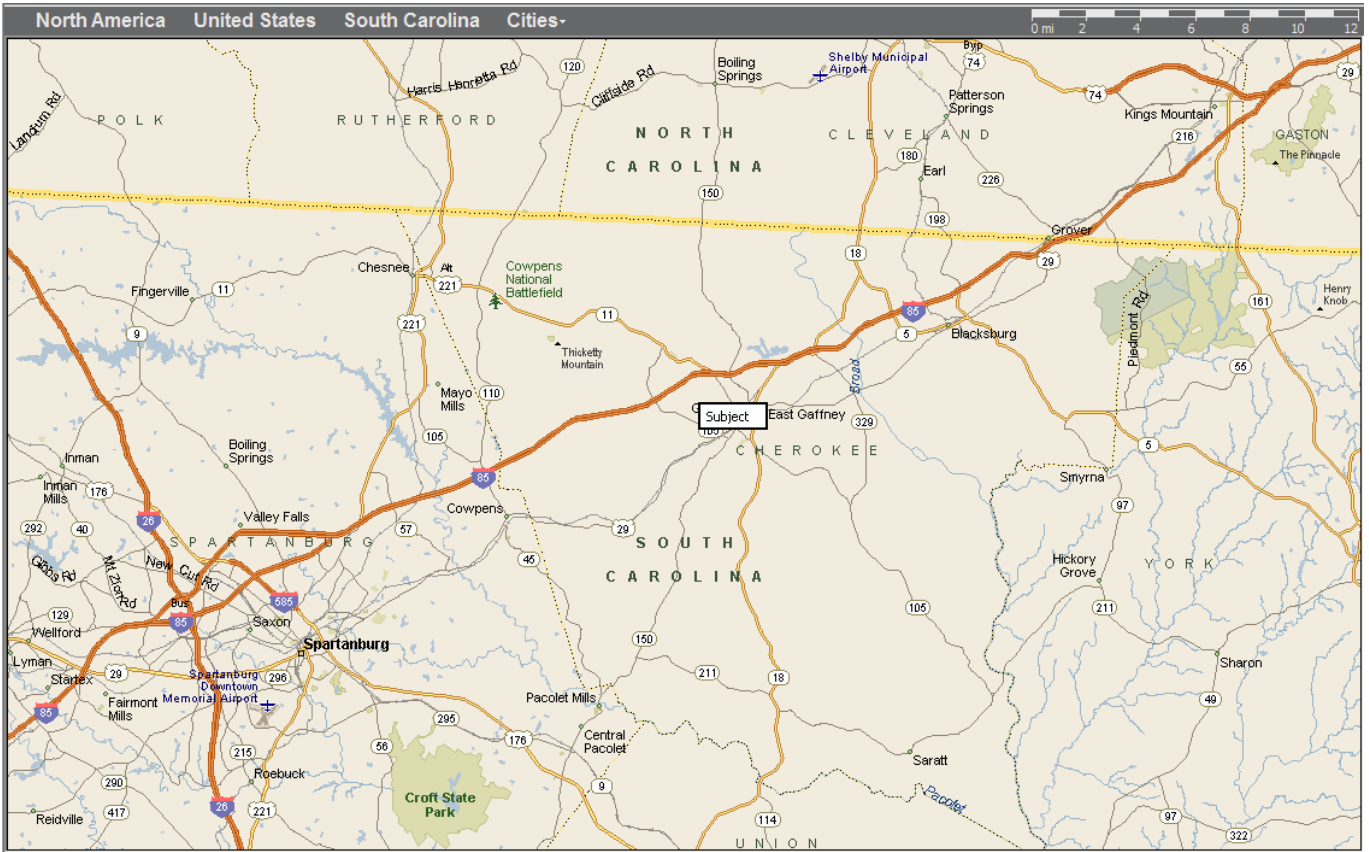 North America United States South Carolina Cities-
0 mi 2 4 6 8 10 12
Byp
74
Shelby Municipal
Airport
Boiling
Springs
120
29
Harris Henrietta Rd
Cliffside Rd
74
Patterson
Springs
Kings Mountain
Landrum Rd
POLK
RUTHERFORD
NORTH
CAROLINA
CLEVELAND
216
GASTON
The Pinnacle
180
Earl
226
150
198
Grover
18
29
Chesnee
Alt
221
Cowpens
National
Battlefield
Fingerville
11
Henry
Knob
161
85
11
221
9
5
Blacksburg
Piedmont Rd
Thicketty
Mountain
Broad
55
Mayo
Mills
110
G
Subject
East Gaffney
105
329
105
CHEROKEE
5
Boiling
Springs
Inman
85
Smyrna
Inman
Mills
176
97
Cowpens
26
Valley Falls
292
40
57
29
SPARTANBURG
SOUTH
CAROLINA
45
Gibbs Rd
Mt Zion Rd
New Cut Rd
Hickory
Grove
YORK
585
Bus
129
85
105
211
Saxon
Wellford
Spartanburg
150
Lyman
Sharon
29
296
211
18
Startex
Spartanburg
Downtown
Memorial Airport
Fairmont
Mills
Pacolet Mills
49
85
295
Central
Pacolet
176
56
215
Saratt
Roebuck
290
9
Croft State
Park
Pacolet
26
221
417
Reidville
114
97
322
UNION